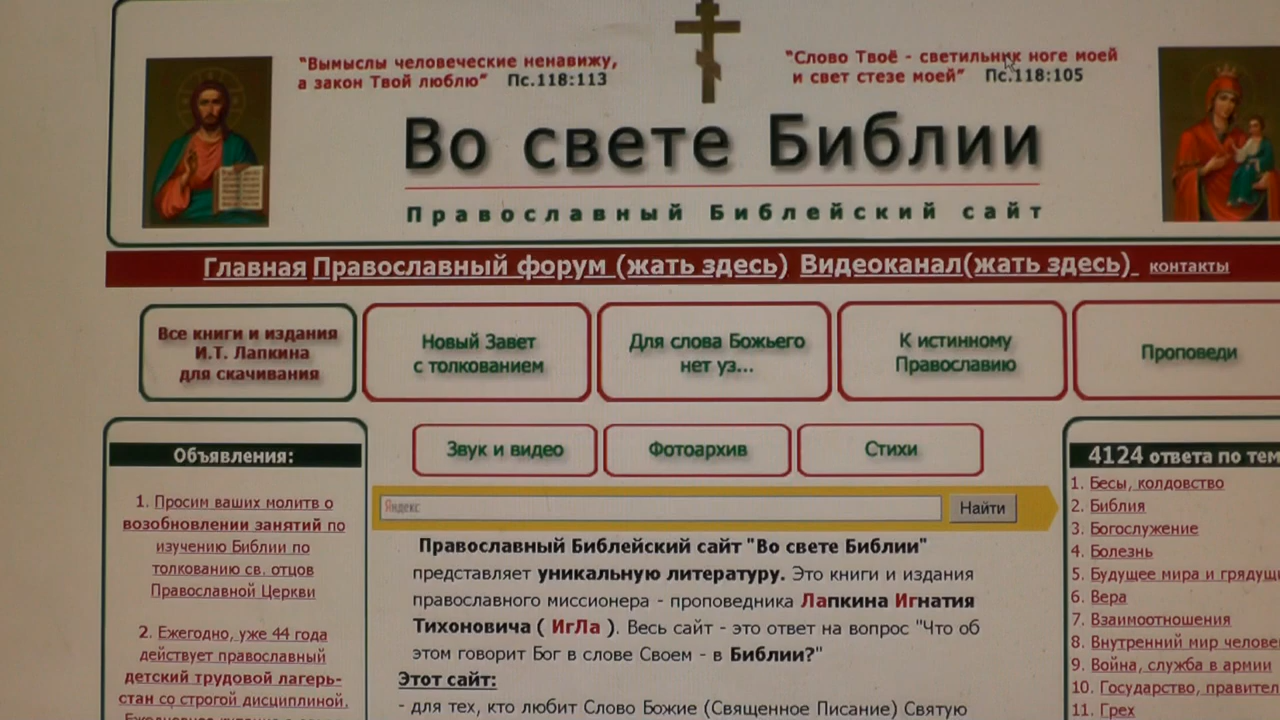 "Вымыслы человеческие ненавижу,
а закон Твой люблю" Пс.118:113
"Слово Твоё - светильник ноге моей
и свет стезе моей" Пс.118:105
Во свете Библии
Православный Библейский сайт
Главная Православный форум (жать здесь) Видеоканал(жать здесь) контакты
Все книги и издания
И.Т. Лапкина
для скачивания
Новый Завет
с толкованием
Для слова Божьего
нет уз...
К истинному
Православию
Проповеди
Звук и видео
Фотоархив
Стихи
Объявления:
1. Просим ваших молитв о
возобновлении занятий по
изучению Библии по
толкованию св. отцов
Православной Церкви
2. Ежегодно, уже 44 года
действует православный
детский трудовой лагерь-
стан со строгой дисциплиной.
Яндекс
Найти
Православный Библейский сайт "Во свете Библии"
представляет уникальную литературу. Это книги и издания
православного миссионера - проповедника Лапкина Игнатия
Тихоновича ( ИгЛа ). Весь сайт - это ответ на вопрос "Что об
этом говорит Бог в слове Своем - в Библии?"
Этот сайт:
- для тех, кто любит Слово Божие (Священное Писание) Святую
4124 ответа по тем
1. Бесы, колдовство
2. Библия
3. Богослужение
4. Болезнь
5. Будущее мира и грядущ
6. Вера
7. Взаимоотношения
8. Внутренний мир челове
9. Война, служба в армии
10. Государство, правител
11. Грех